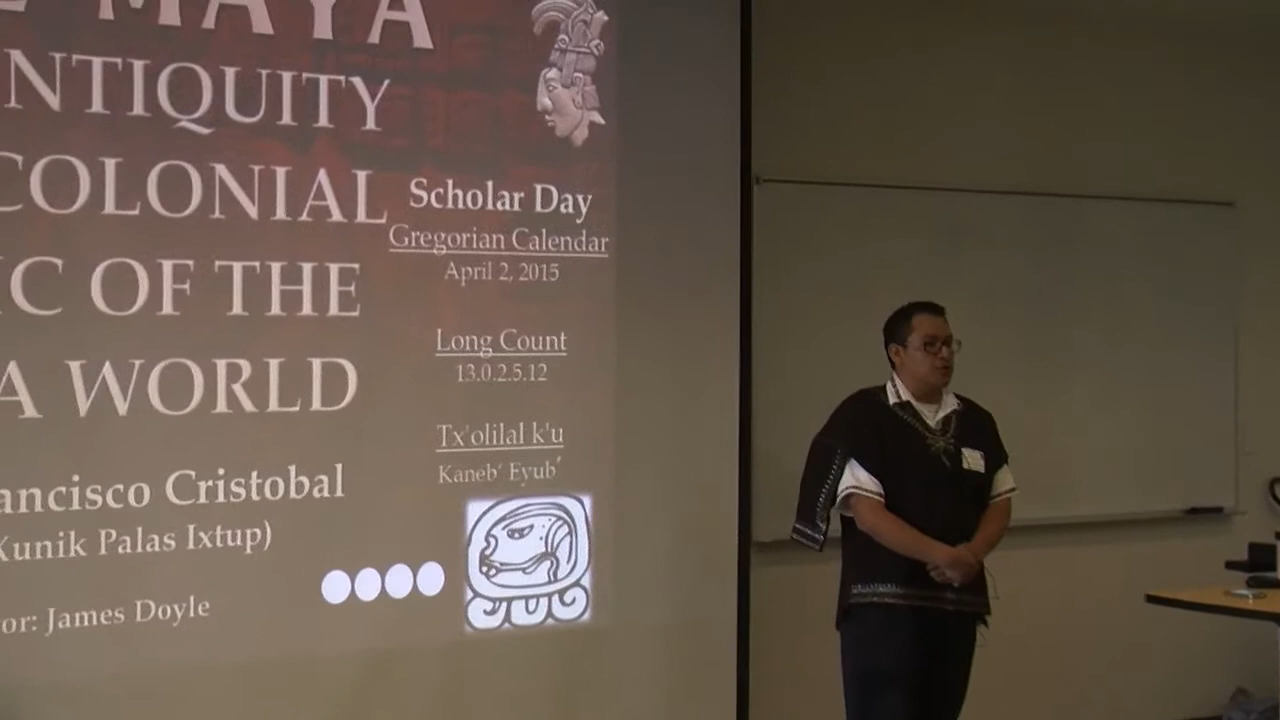 MAYA
NTIQUITY
COLONIAL
IC OF THE
A WORLD
ancisco Cristobal
Kunik Palas Ixtup)
or: James Doyle
Scholar Day
Gregorian Calendar
April 2, 2015
Long Count
13.0.2.5.12
Tx'olilal k'u
Kaneb' Eyub'